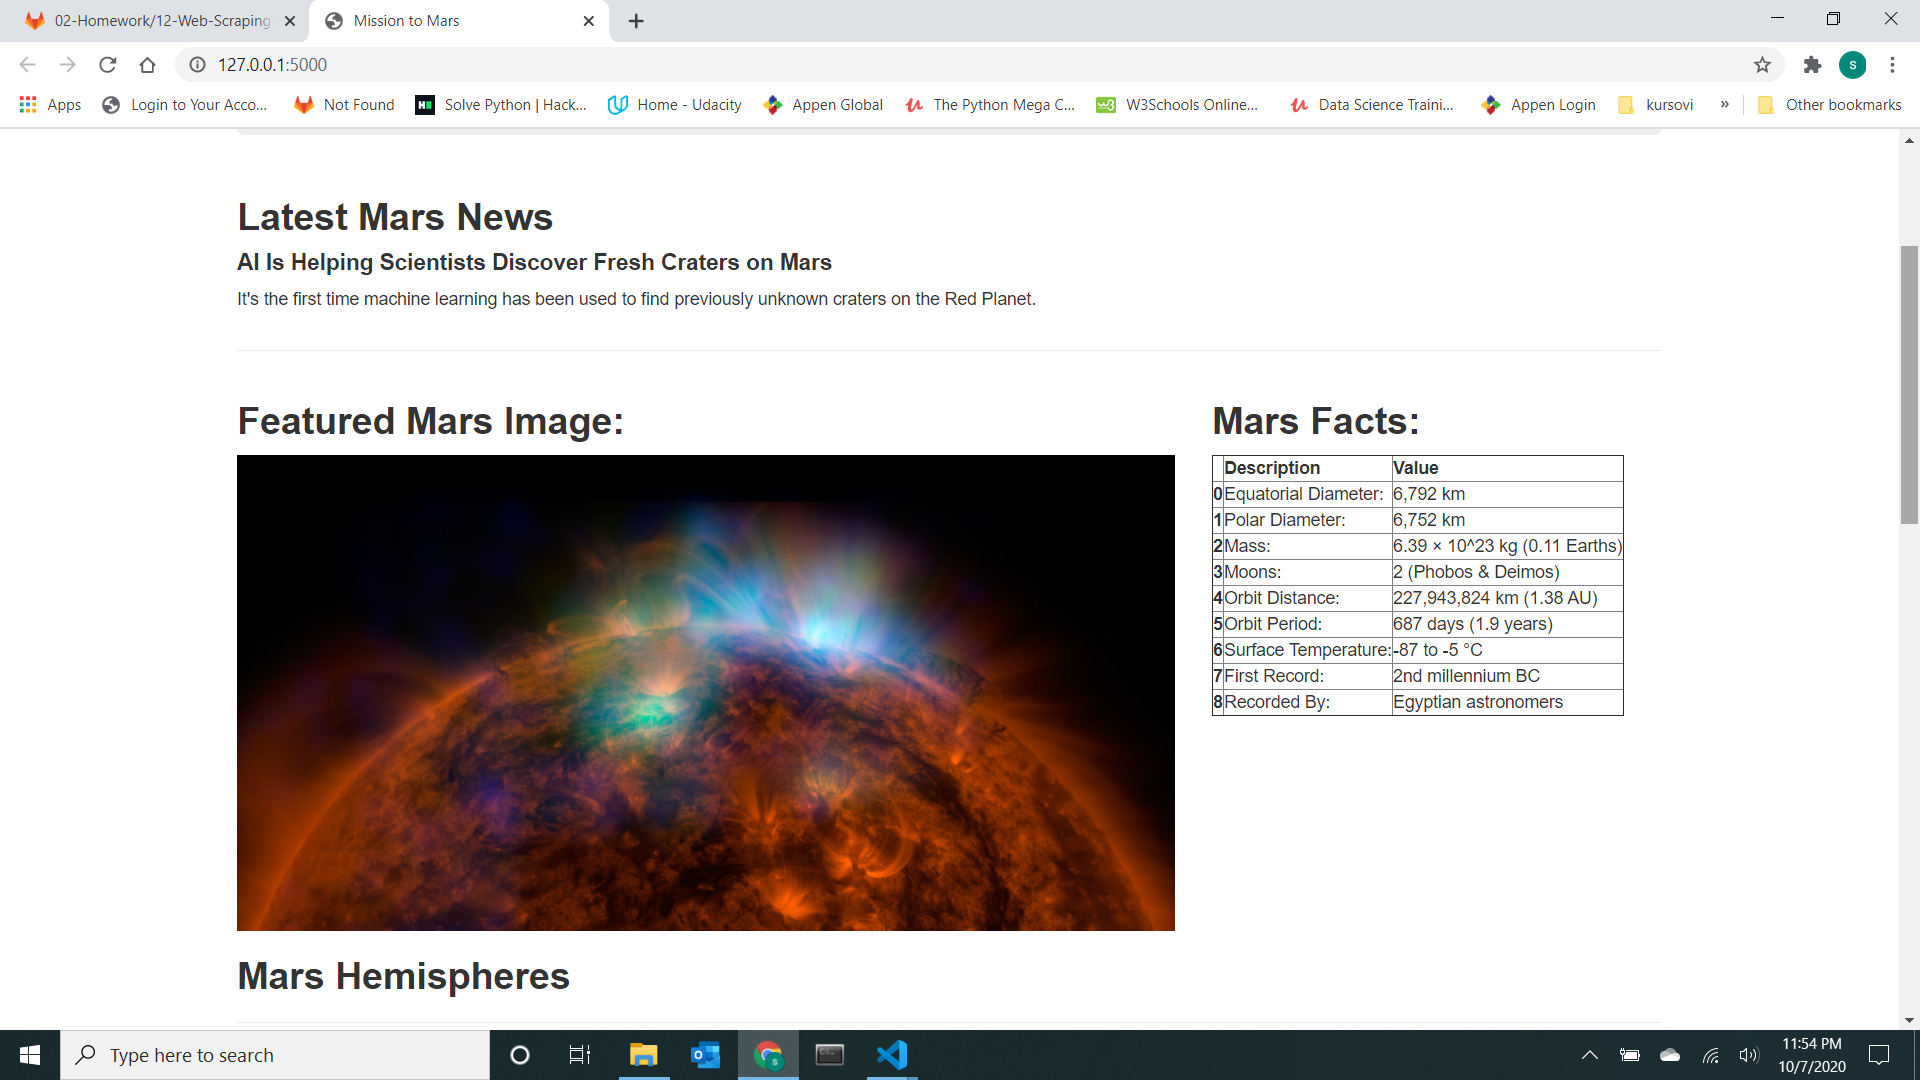 02-Homework/12-Web-Scraping
Mission to Mars
127.0.0.1:5000
S
Apps
Login to Your Acco...
Not Found
Solve Python | Hack...
Home - Udacity
Appen Global
The Python Mega C...
W3Schools Online...
Data Science Traini...
Appen Login
kursovi
»
Other bookmarks
Latest Mars News
AI Is Helping Scientists Discover Fresh Craters on Mars
It's the first time machine learning has been used to find previously unknown craters on the Red Planet.
Featured Mars Image:
Mars Facts:
Description Value
0 Equatorial Diameter: 6,792 km
1 Polar Diameter: 6,752 km
2 Mass: 6.39 × 10^23 kg (0.11 Earths)
3 Moons: 2 (Phobos & Deimos)
4 Orbit Distance: 227,943,824 km (1.38 AU)
5 Orbit Period: 687 days (1.9 years)
6 Surface Temperature: -87 to -5 °C
7 First Record: 2nd millennium BC
8 Recorded By: Egyptian astronomers
Mars Hemispheres
Type here to search
11:54 PM
10/7/2020